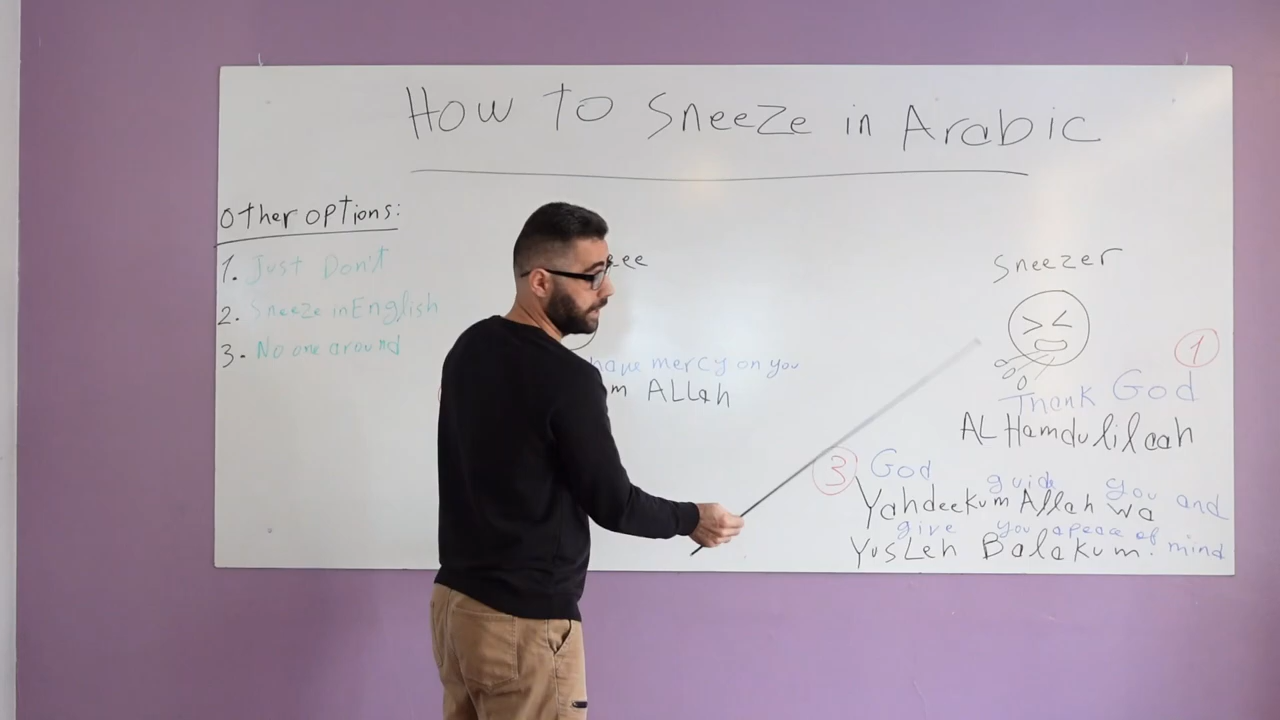 How To Sneeze in Arabic
Other options:
1. Just Don't
2. Sneeze in English
3. No one around
Sneezer
1
Thank God
AL Hamdulilaah
have mercy on you
ALLah
3 God guide you and
Yahdeekum Allah wa
give you a peace of mind
YusLeh Balakum.